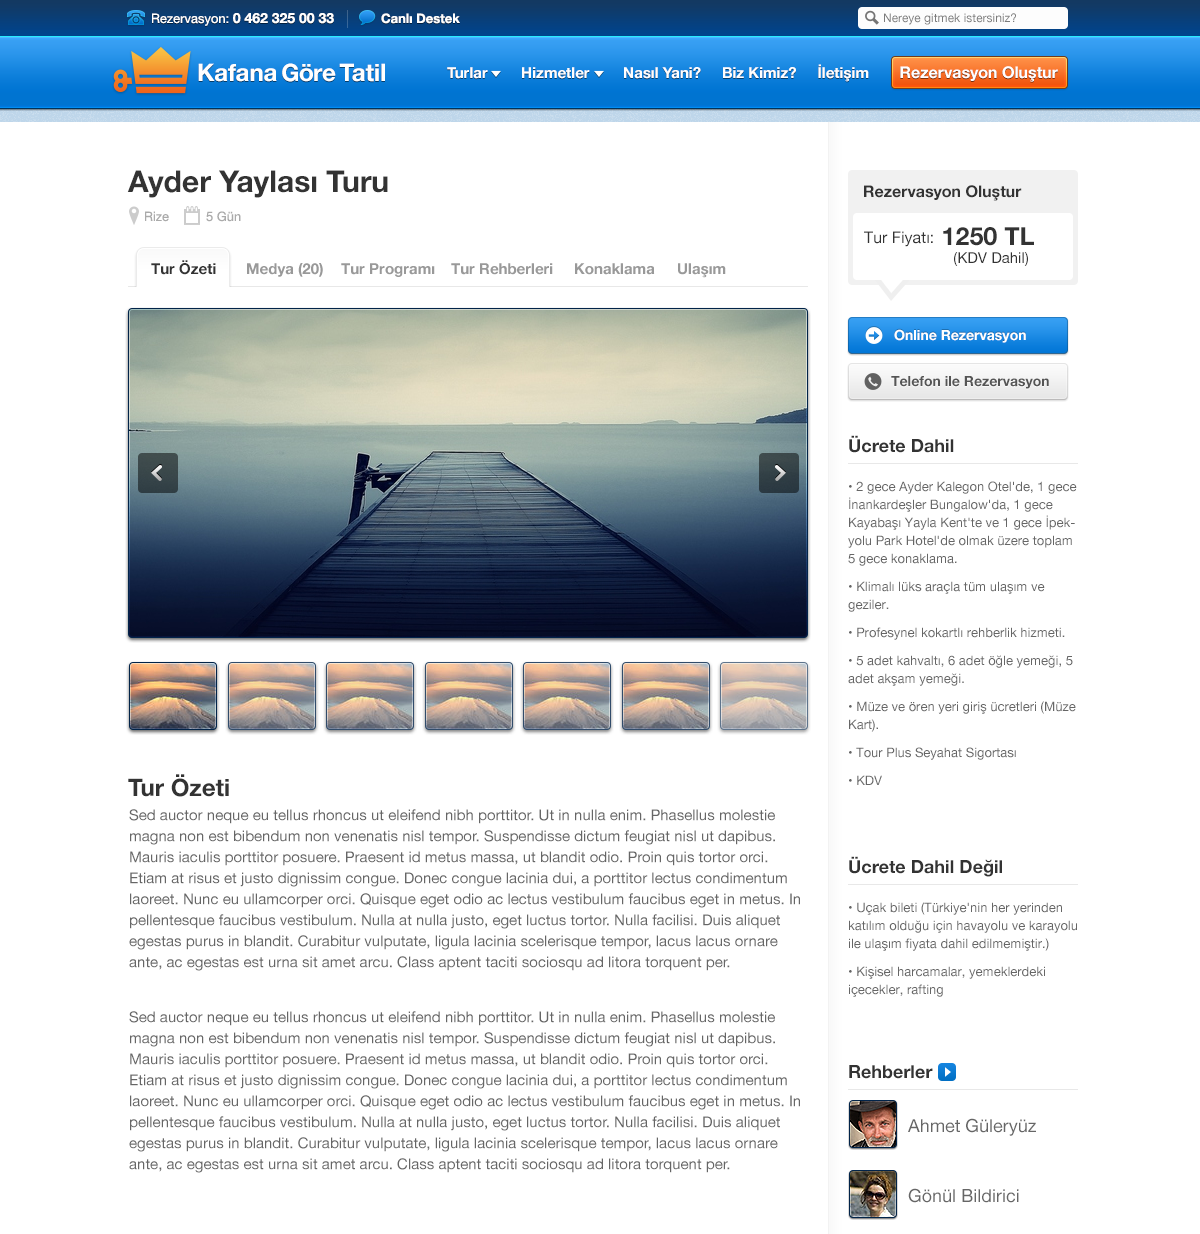 Rezervasyon: 0 462 325 00 33
Canlı Destek
Nereye gitmek istersiniz?
Kafana Göre Tatil
Turlar
Hizmetler
Nasıl Yani?
Biz Kimiz?
İletişim
Rezervasyon Oluştur
Ayder Yaylası Turu
Rize
5 Gün
Tur Özeti
Medya (20)
Tur Programı
Tur Rehberleri
Konaklama
Ulaşım
Tur Özeti
Sed auctor neque eu tellus rhoncus ut eleifend nibh porttitor. Ut in nulla enim. Phasellus molestie
magna non est bibendum non venenatis nisl tempor. Suspendisse dictum feugiat nisl ut dapibus.
Mauris iaculis porttitor posuere. Praesent id metus massa, ut blandit odio. Proin quis tortor orci.
Etiam at risus et justo dignissim congue. Donec congue lacinia dui, a porttitor lectus condimentum
laoreet. Nunc eu ullamcorper orci. Quisque eget odio ac lectus vestibulum faucibus eget in metus. In
pellentesque faucibus vestibulum. Nulla at nulla justo, eget luctus tortor. Nulla facilisi. Duis aliquet
egestas purus in blandit. Curabitur vulputate, ligula lacinia scelerisque tempor, lacus lacus ornare
ante, ac egestas est urna sit amet arcu. Class aptent taciti sociosqu ad litora torquent per.
Sed auctor neque eu tellus rhoncus ut eleifend nibh porttitor. Ut in nulla enim. Phasellus molestie
magna non est bibendum non venenatis nisl tempor. Suspendisse dictum feugiat nisl ut dapibus.
Mauris iaculis porttitor posuere. Praesent id metus massa, ut blandit odio. Proin quis tortor orci.
Etiam at risus et justo dignissim congue. Donec congue lacinia dui, a porttitor lectus condimentum
laoreet. Nunc eu ullamcorper orci. Quisque eget odio ac lectus vestibulum faucibus eget in metus. In
pellentesque faucibus vestibulum. Nulla at nulla justo, eget luctus tortor. Nulla facilisi. Duis aliquet
egestas purus in blandit. Curabitur vulputate, ligula lacinia scelerisque tempor, lacus lacus ornare
ante, ac egestas est urna sit amet arcu. Class aptent taciti sociosqu ad litora torquent per.
Rezervasyon Oluştur
Tur Fiyatı: 1250 TL
(KDV Dahil)
Online Rezervasyon
Telefon ile Rezervasyon
Ücrete Dahil
• 2 gece Ayder Kalegon Otel'de, 1 gece
İnankardeşler Bungalow'da, 1 gece
Kayabaşı Yayla Kent'te ve 1 gece İpek-
yolu Park Hotel'de olmak üzere toplam
5 gece konaklama.
• Klimalı lüks araçla tüm ulaşım ve
geziler.
• Profesynel kokartlı rehberlik hizmeti.
• 5 adet kahvaltı, 6 adet öğle yemeği, 5
adet akşam yemeği.
• Müze ve ören yeri giriş ücretleri (Müze
Kart).
• Tour Plus Seyahat Sigortası
• KDV
Ücrete Dahil Değil
• Uçak bileti (Türkiye'nin her yerinden
katılım olduğu için havayolu ve karayolu
ile ulaşım fiyata dahil edilmemiştir.)
• Kişisel harcamalar, yemeklerdeki
içecekler, rafting
Rehberler
Ahmet Güleryüz
Gönül Bildirici